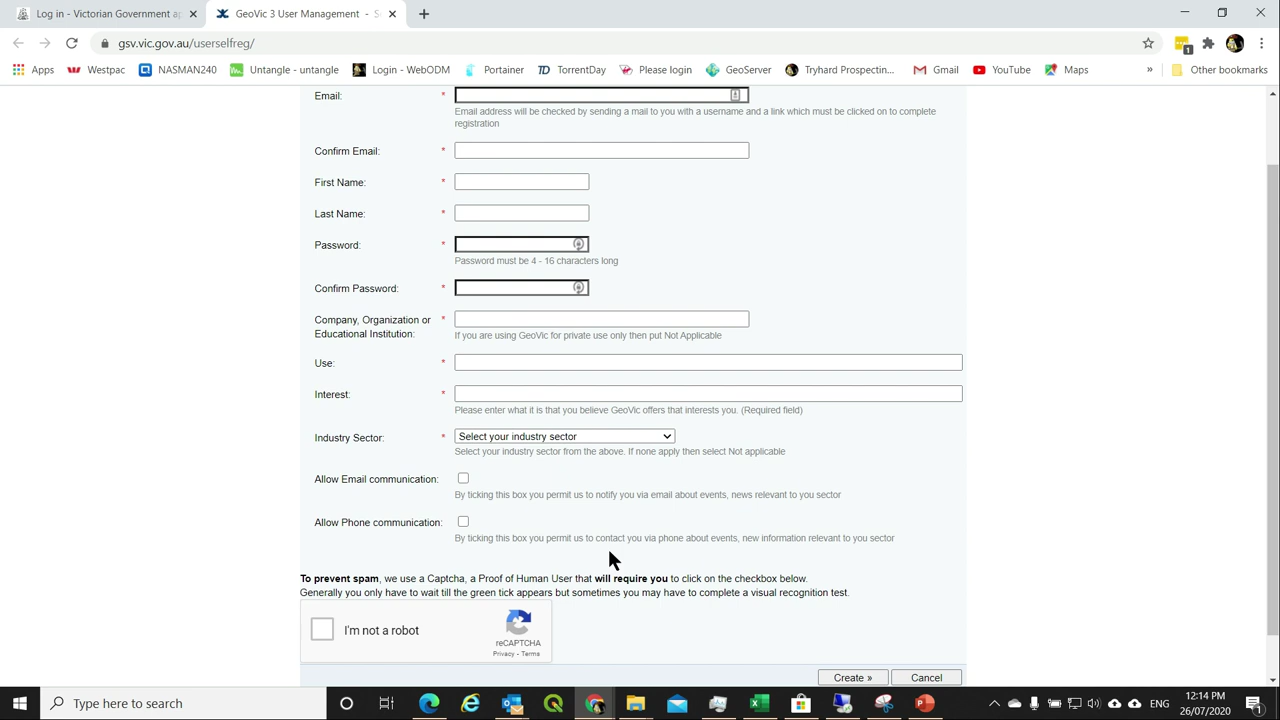 Log in - Victorian Government ap
GeoVic 3 User Management - S
gsv.vic.gov.au/userselfreg/
1
Apps
Westpac
NASMAN240
Untangle - untangle
Login - WebODM
Portainer
TD TorrentDay
Please login
GeoServer
Tryhard Prospectin...
Gmail
YouTube
Maps
»
Other bookmarks
Email: *
Email address will be checked by sending a mail to you with a username and a link which must be clicked on to complete
registration
Confirm Email: *
First Name: *
Last Name: *
Password: *
Password must be 4 - 16 characters long
Confirm Password: *
Company, Organization or *
Educational Institution:
If you are using GeoVic for private use only then put Not Applicable
Use: *
Interest: *
Please enter what it is that you believe GeoVic offers that interests you. (Required field)
Industry Sector: * Select your industry sector
Select your industry sector from the above. If none apply then select Not applicable
Allow Email communication:
By ticking this box you permit us to notify you via email about events, news relevant to you sector
Allow Phone communication:
By ticking this box you permit us to contact you via phone about events, new information relevant to you sector
To prevent spam, we use a Captcha, a Proof of Human User that will require you to click on the checkbox below.
Generally you only have to wait till the green tick appears but sometimes you may have to complete a visual recognition test.
I'm not a robot
reCAPTCHA
Privacy - Terms
Create »
Cancel
Type here to search
ENG
12:14 PM
26/07/2020
1